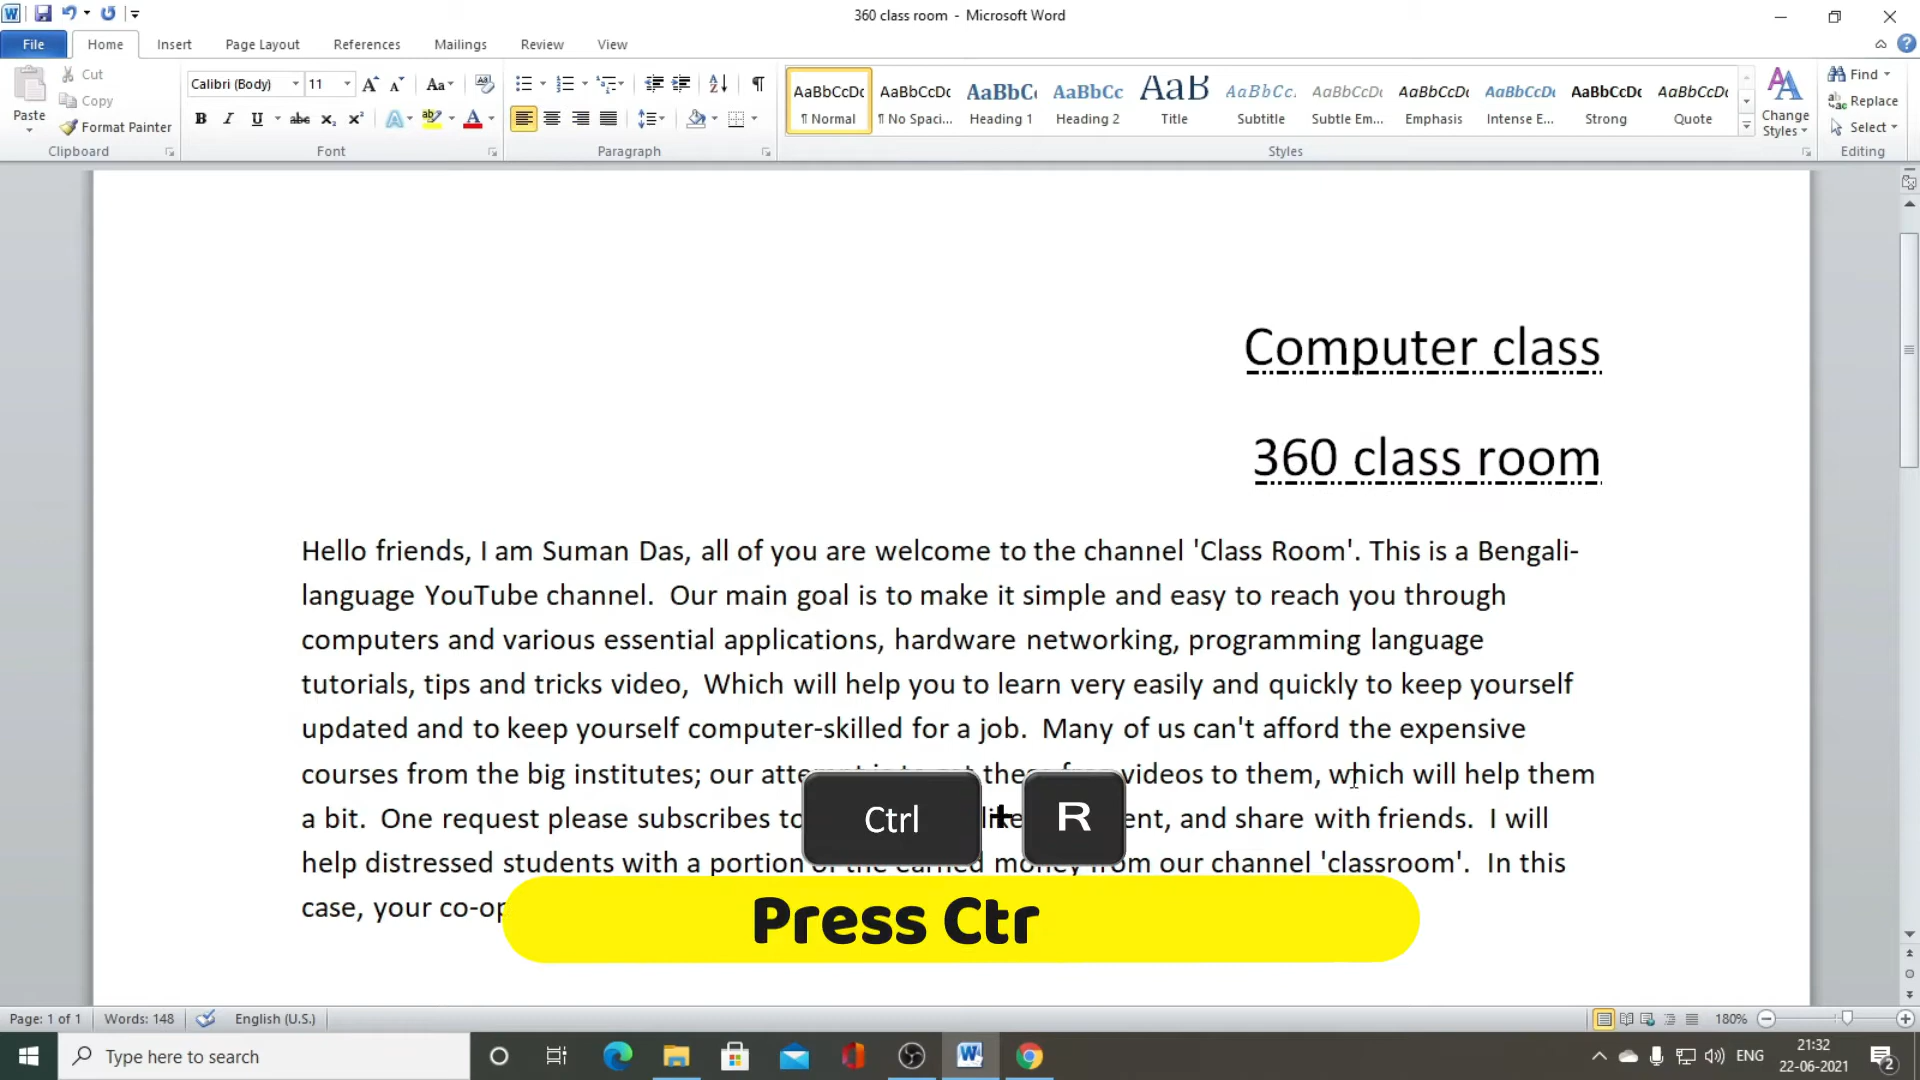 360 class room - Microsoft Word
File Home Insert Page Layout References Mailings Review View
Paste
Cut
Copy
Format Painter
Clipboard
Calibri (Body) 11
Font
Paragraph
AaBbCcDc AaBbCcDc AaBbC AaBbCc AaB AaBbCc. AaBbCcDc AaBbCcDc AaBbCcDc AaBbCcDc AaBbCcDc
¶ Normal ¶ No Spaci... Heading 1 Heading 2 Title Subtitle Subtle Em... Emphasis Intense E... Strong Quote
Styles
Change Styles
Find
Replace
Select
Editing
Computer class
360 class room
Hello friends, I am Suman Das, all of you are welcome to the channel 'Class Room'. This is a Bengali-
language YouTube channel.  Our main goal is to make it simple and easy to reach you through
computers and various essential applications, hardware networking, programming language
tutorials, tips and tricks video,  Which will help you to learn very easily and quickly to keep yourself
updated and to keep yourself computer-skilled for a job.  Many of us can't afford the expensive
courses from the big institutes; our videos to them, which will help them
a bit.  One request please subscribes to and share with friends.  I will
help distressed students with a portion of the earned money from our channel 'classroom'.  In this
case, your
Ctrl + R
Press Ctr
Page: 1 of 1 Words: 148 English (U.S.) 180%
Type here to search
ENG
21:32
22-06-2021
2